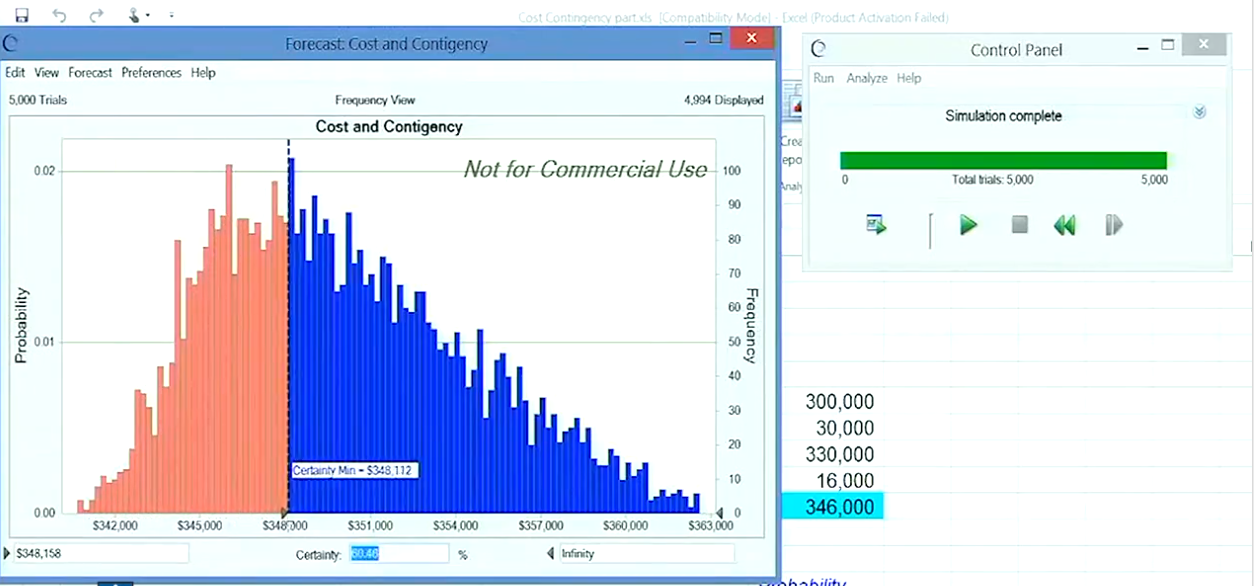 Cost Contingency part.xls [Compatibility Mode] - Excel (Product Activation Failed)
Forecast: Cost and Contigency
Edit View Forecast Preferences Help
5,000 Trials Frequency View 4,994 Displayed
Cost and Contigency
Not for Commercial Use
0.02
0.01
0.00
Probability
100
90
80
70
60
50
40
30
20
10
0
Frequency
Certainty Min = $348,112
$342,000 $345,000 $348,000 $351,000 $354,000 $357,000 $360,000 $363,000
$348,158 Certainty: 60.46 % Infinity
Control Panel
Run Analyze Help
Simulation complete
0 Total trials: 5,000 5,000
300,000
30,000
330,000
16,000
346,000
Probability